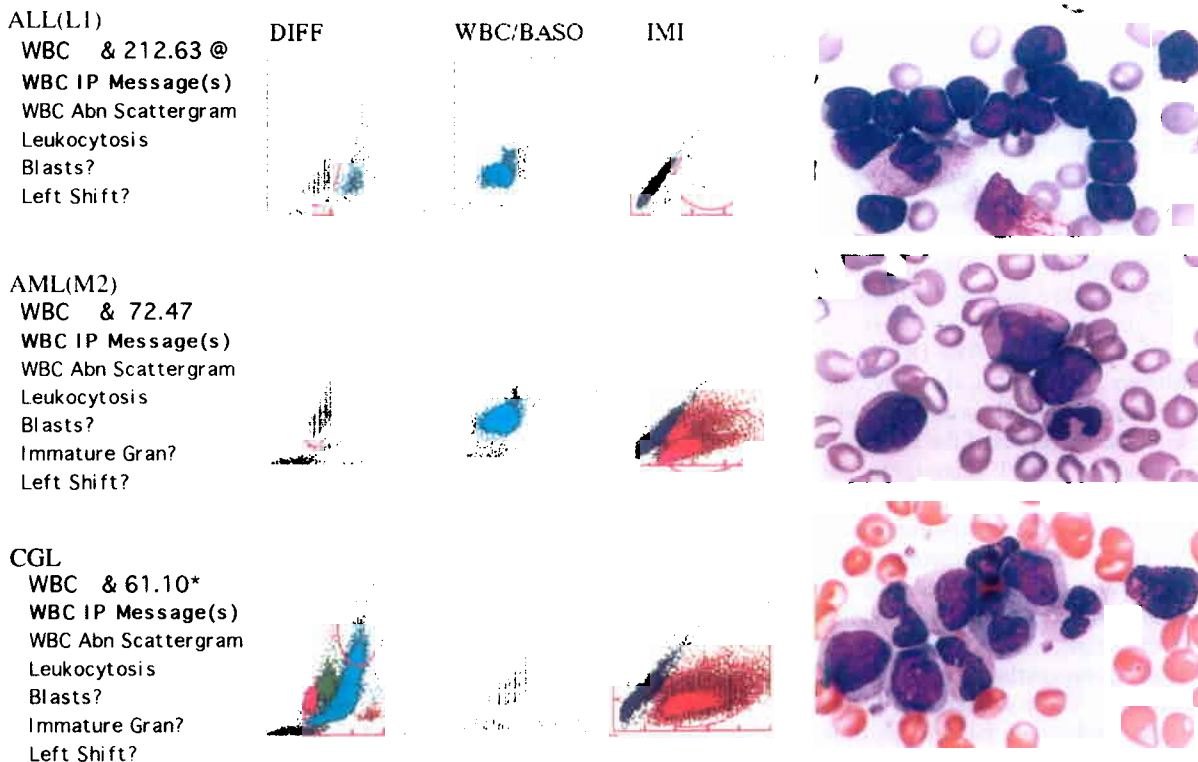 ALL(L1)
DIFF WBC/BASO IMI
WBC & 212.63 @
WBC IP Message(s)
WBC Abn Scattergram
Leukocytosis
Blasts?
Left Shift?
AML(M2)
WBC & 72.47
WBC IP Message(s)
WBC Abn Scattergram
Leukocytosis
Blasts?
Immature Gran?
Left Shift?
CGL
WBC & 61.10*
WBC IP Message(s)
WBC Abn Scattergram
Leukocytosis
Blasts?
Immature Gran?
Left Shift?